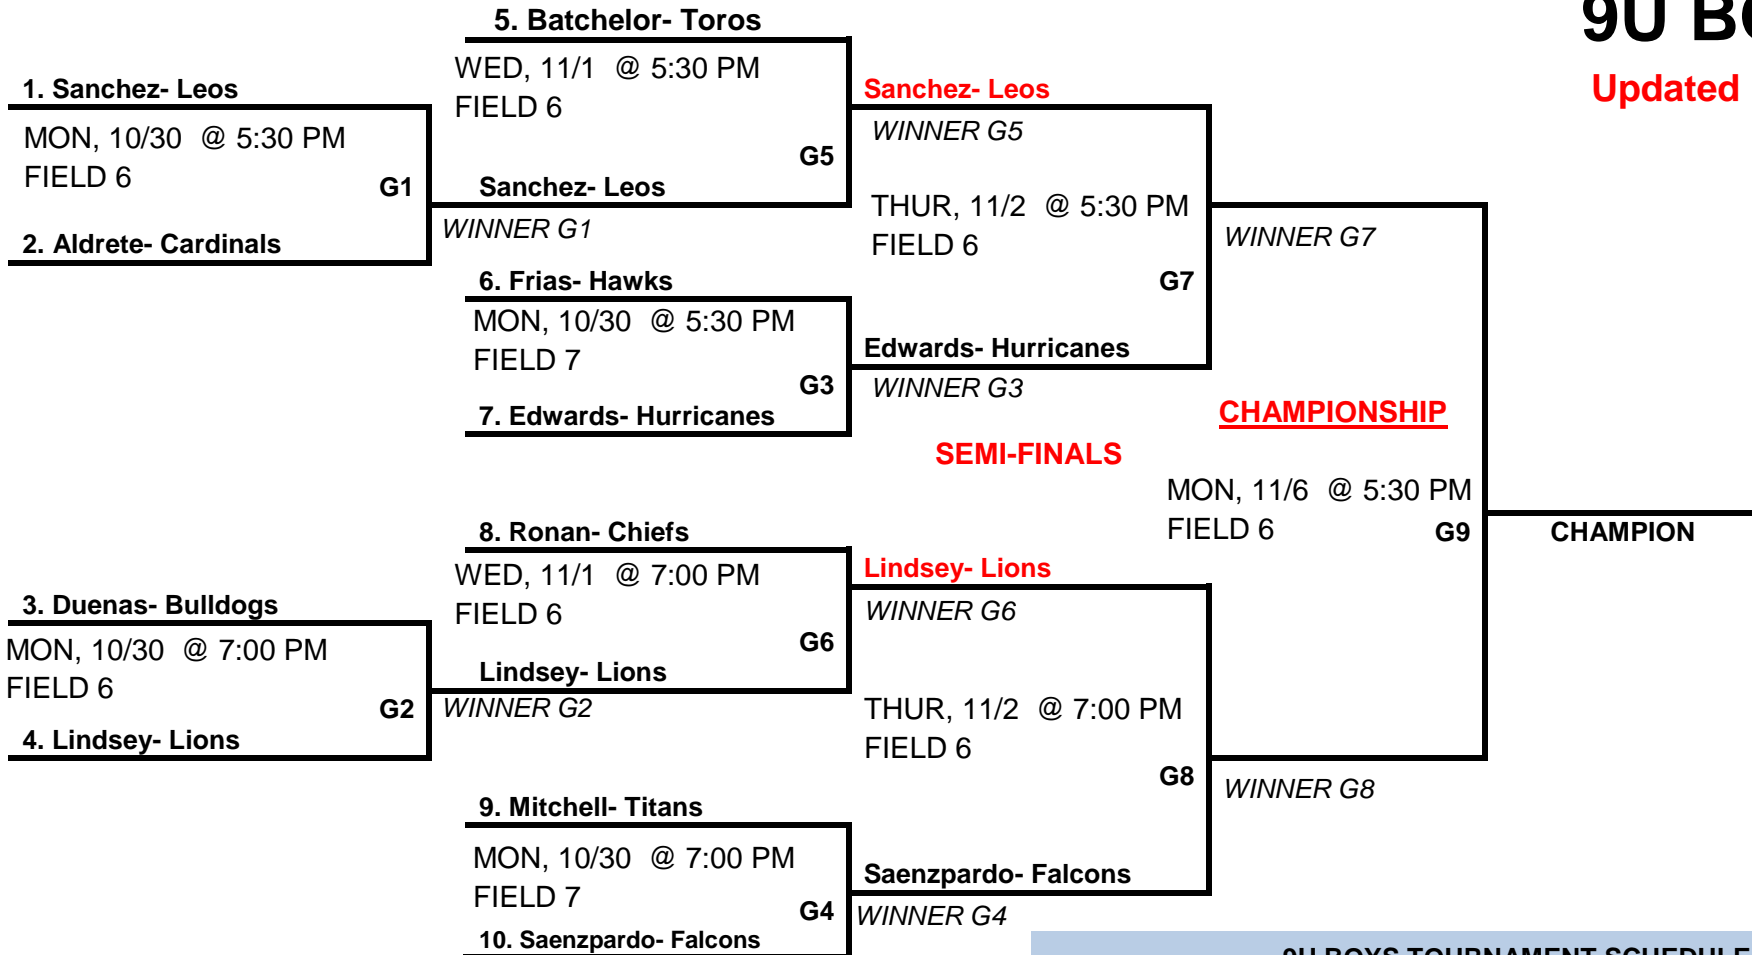 5. Batchelor- Toros
9U BO
WED, 11/1 @ 5:30 PM
FIELD 6
1. Sanchez- Leos
Sanchez- Leos
Updated
MON, 10/30 @ 5:30 PM
FIELD 6
WINNER G5
G5
G1
Sanchez- Leos
THUR, 11/2 @ 5:30 PM
FIELD 6
WINNER G1
WINNER G7
2. Aldrete- Cardinals
6. Frias- Hawks
G7
MON, 10/30 @ 5:30 PM
FIELD 7
Edwards- Hurricanes
G3
WINNER G3
7. Edwards- Hurricanes
CHAMPIONSHIP
SEMI-FINALS
MON, 11/6 @ 5:30 PM
FIELD 6
G9
CHAMPION
8. Ronan- Chiefs
WED, 11/1 @ 7:00 PM
FIELD 6
Lindsey- Lions
WINNER G6
3. Duenas- Bulldogs
G6
MON, 10/30 @ 7:00 PM
FIELD 6
Lindsey- Lions
G2
WINNER G2
THUR, 11/2 @ 7:00 PM
FIELD 6
4. Lindsey- Lions
G8
WINNER G8
9. Mitchell- Titans
MON, 10/30 @ 7:00 PM
FIELD 7
Saenzpardo- Falcons
G4
WINNER G4
10. Saenzpardo- Falcons
9U BOYS TOURNAMENT SCHEDULE